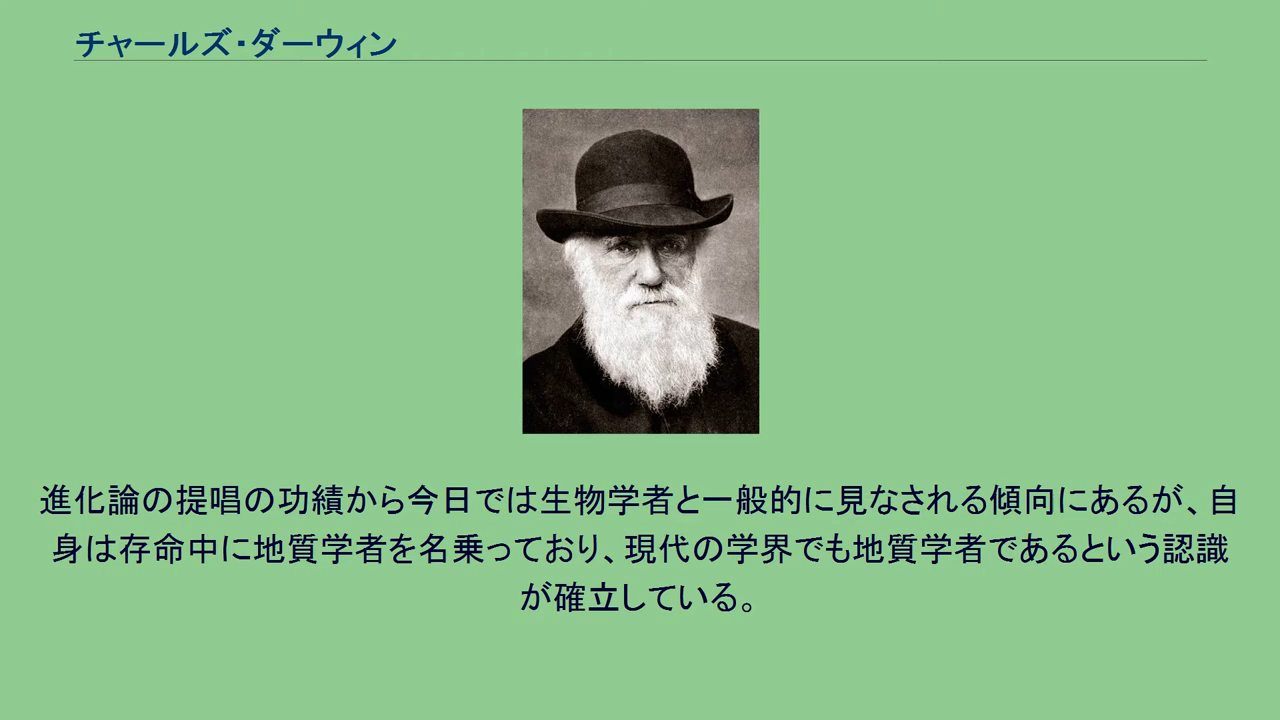 チャールズ・ダーウィン
進化論の提唱の功績から今日では生物学者と一般的に見なされる傾向にあるが、自
身は存命中に地質学者を名乗っており、現代の学界でも地質学者であるという認識
が確立している。